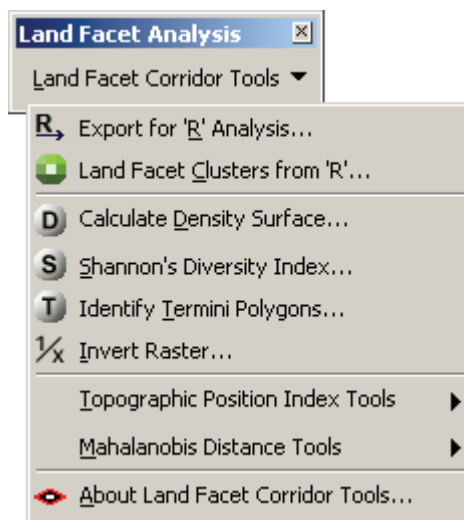 Land Facet Analysis
Land Facet Corridor Tools
R Export for 'R' Analysis...
Land Facet Clusters from 'R'...
D Calculate Density Surface...
S Shannon's Diversity Index...
T Identify Termini Polygons...
1/x Invert Raster...
Topographic Position Index Tools
Mahalanobis Distance Tools
About Land Facet Corridor Tools...